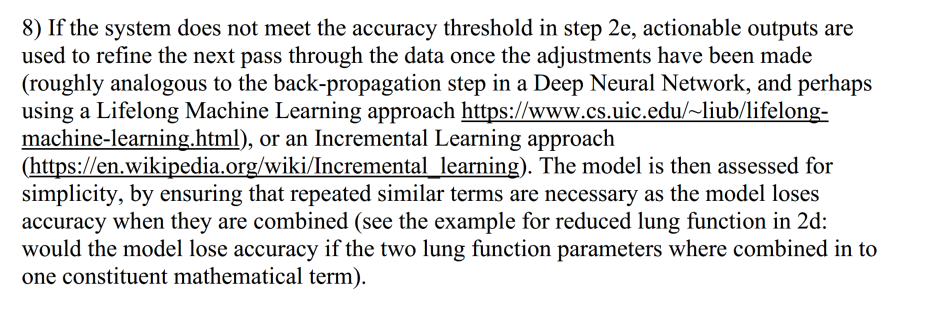 8) If the system does not meet the accuracy threshold in step 2e, actionable outputs are
used to refine the next pass through the data once the adjustments have been made
(roughly analogous to the back-propagation step in a Deep Neural Network, and perhaps
using a Lifelong Machine Learning approach https://www.cs.uic.edu/~liub/lifelong-
machine-learning.html), or an Incremental Learning approach
(https://en.wikipedia.org/wiki/Incremental_learning). The model is then assessed for
simplicity, by ensuring that repeated similar terms are necessary as the model loses
accuracy when they are combined (see the example for reduced lung function in 2d:
would the model lose accuracy if the two lung function parameters where combined in to
one constituent mathematical term).